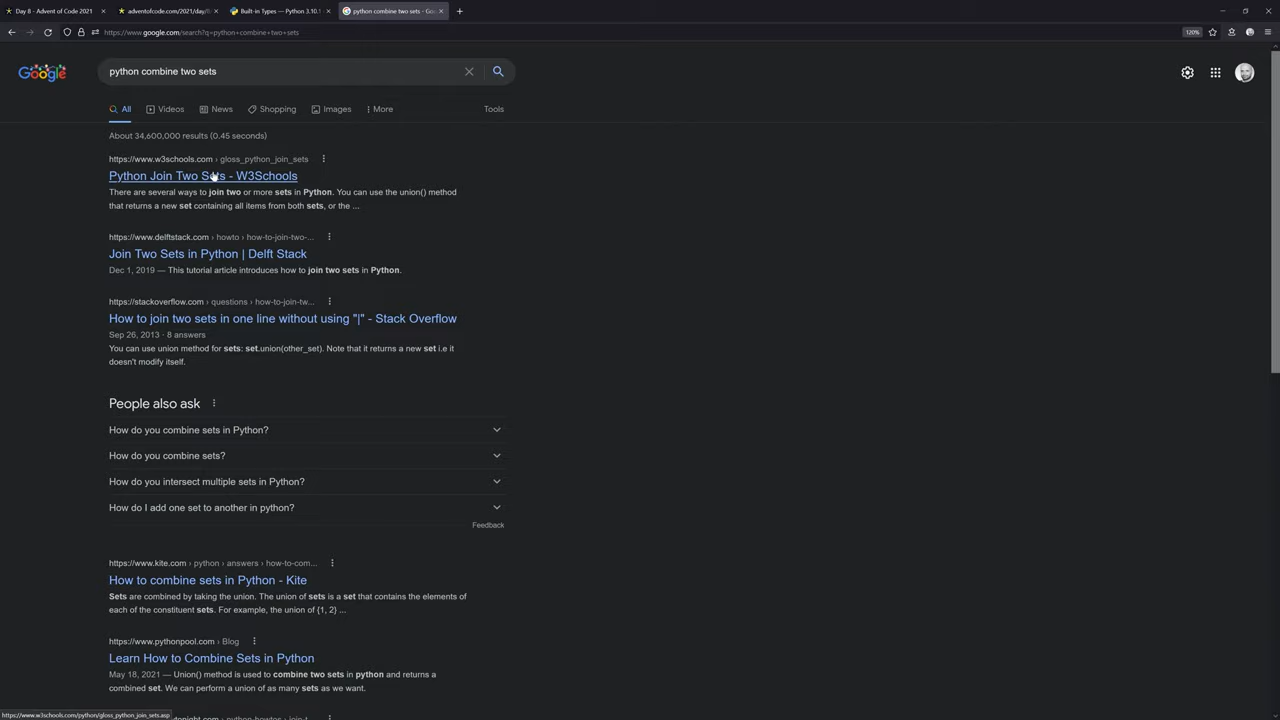 Day 8 - Advent of Code 2021
adventofcode.com/2021/day/8/
Built-in Types — Python 3.10.1
python combine two sets - Goo
https://www.google.com/search?q=python+combine+two+sets
120%
Google
python combine two sets
All
Videos
News
Shopping
Images
More
Tools
About 34,600,000 results (0.45 seconds)
https://www.w3schools.com › gloss_python_join_sets
Python Join Two Sets - W3Schools
There are several ways to join two or more sets in Python. You can use the union() method
that returns a new set containing all items from both sets, or the ...
https://www.delftstack.com › howto › how-to-join-two-...
Join Two Sets in Python | Delft Stack
Dec 1, 2019 — This tutorial article introduces how to join two sets in Python.
https://stackoverflow.com › questions › how-to-join-tw...
How to join two sets in one line without using "|" - Stack Overflow
Sep 26, 2013 · 8 answers
You can use union method for sets: set.union(other_set). Note that it returns a new set i.e it
doesn't modify itself.
People also ask
How do you combine sets in Python?
How do you combine sets?
How do you intersect multiple sets in Python?
How do I add one set to another in python?
Feedback
https://www.kite.com › python › answers › how-to-com...
How to combine sets in Python - Kite
Sets are combined by taking the union. The union of sets is a set that contains the elements of
each of the constituent sets. For example, the union of {1, 2} ...
https://www.pythonpool.com › Blog
Learn How to Combine Sets in Python
May 18, 2021 — Union() method is used to combine two sets in python and returns a
combined set. We can perform a union of as many sets as we want.
https://www.w3schools.com/python/gloss_python_join_sets.asp